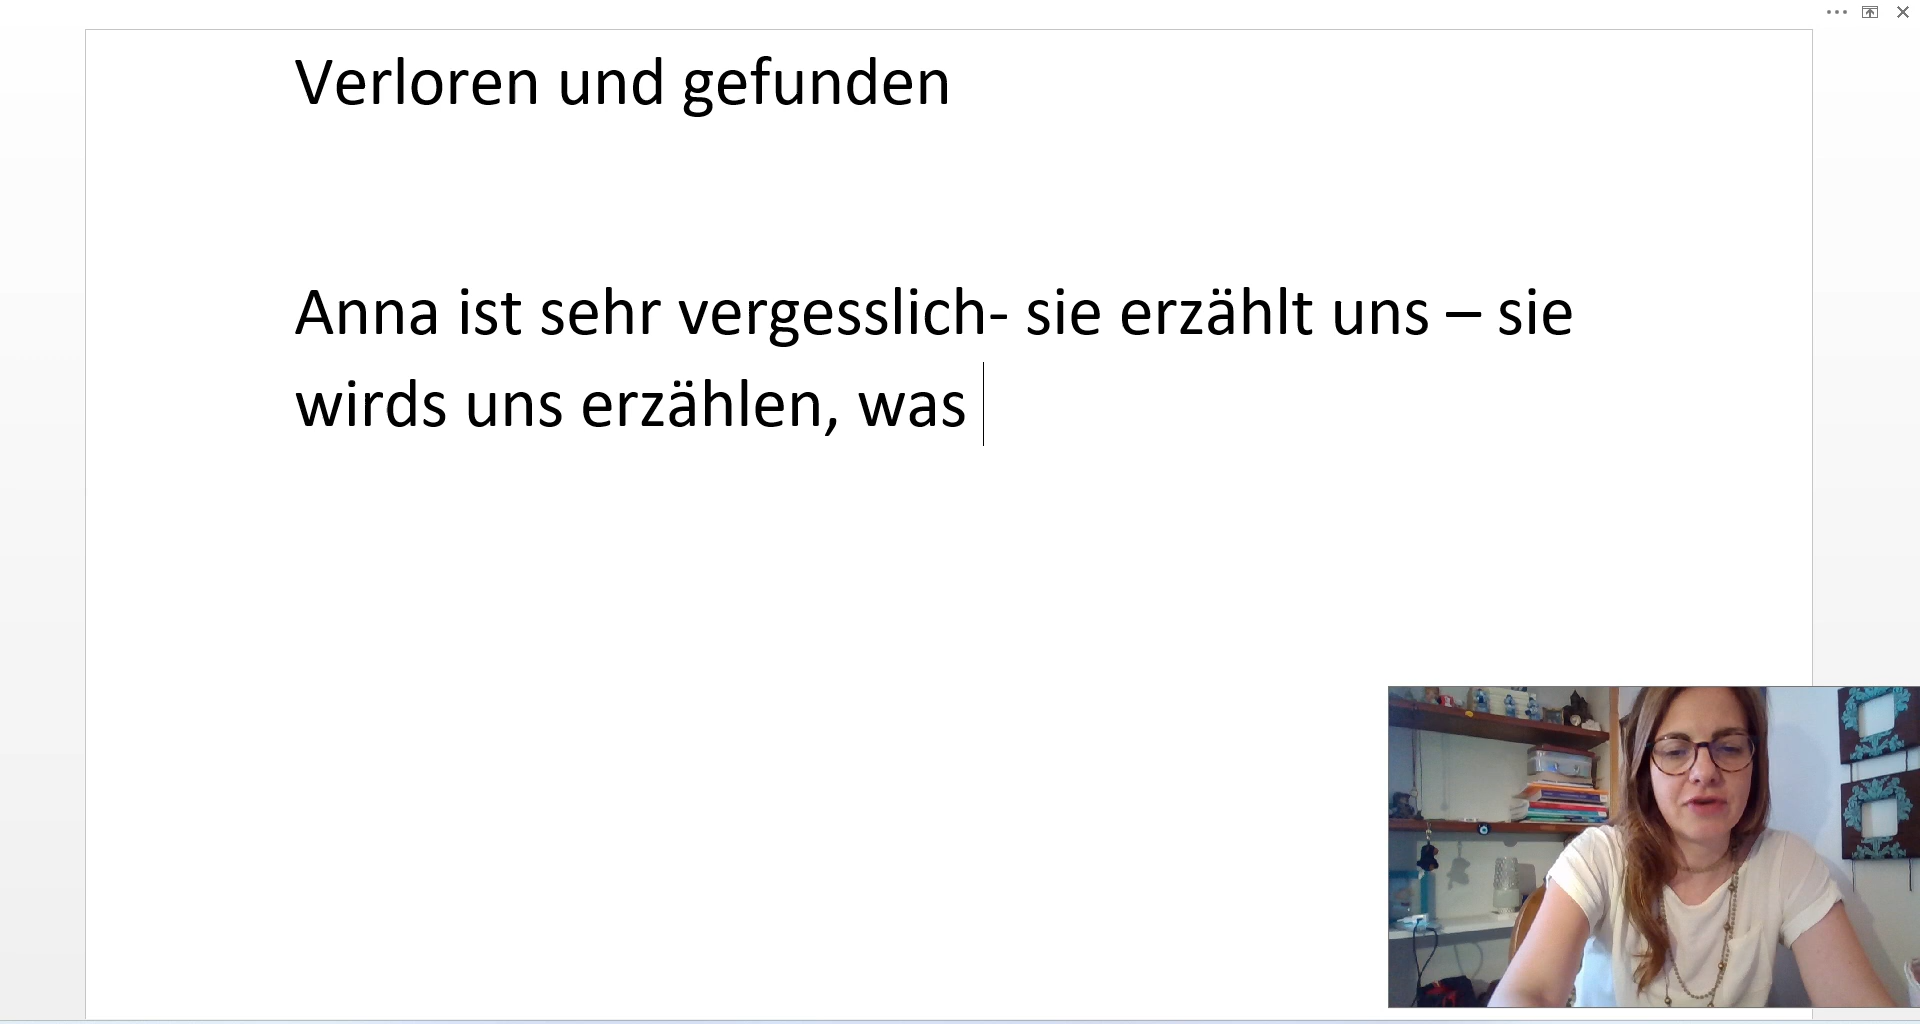 Verloren und gefunden
Anna ist sehr vergesslich- sie erzählt uns – sie
wirds uns erzählen, was